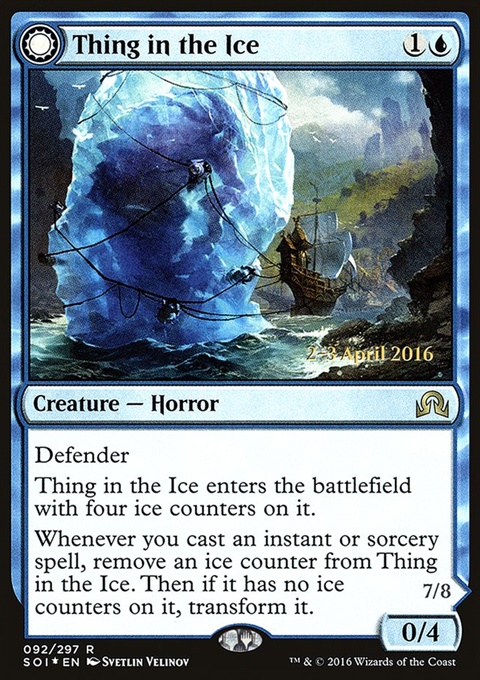 Thing in the Ice
1
2–3 April 2016
Creature — Horror
Defender
Thing in the Ice enters the battlefield
with four ice counters on it.
Whenever you cast an instant or sorcery
spell, remove an ice counter from Thing
in the Ice. Then if it has no ice
counters on it, transform it.
7/8
0/4
092/297 R
SOI★EN Svetlin Velinov
™ & © 2016 Wizards of the Coast